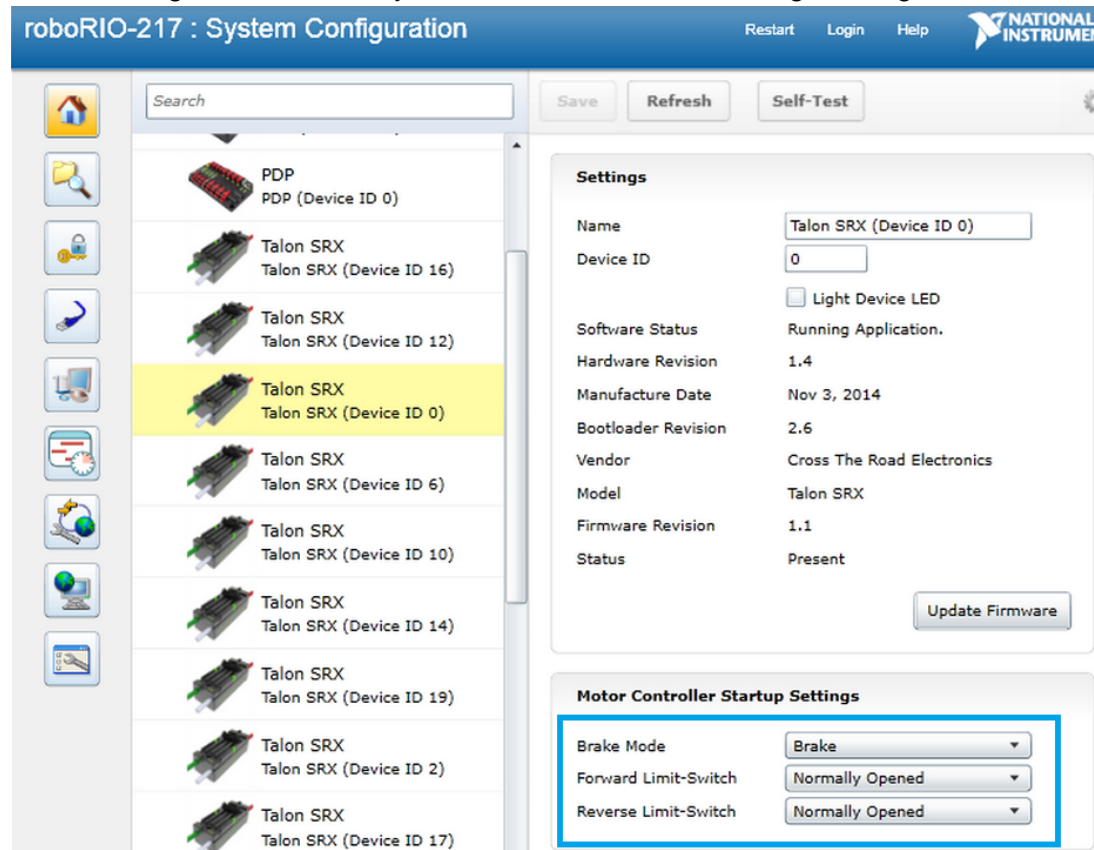 roboRIO-217 : System Configuration
Restart Login Help
NATIONAL
Search
Save Refresh Self-Test
PDP
PDP (Device ID 0)
Talon SRX
Talon SRX (Device ID 16)
Talon SRX
Talon SRX (Device ID 12)
Talon SRX
Talon SRX (Device ID 0)
Talon SRX
Talon SRX (Device ID 6)
Talon SRX
Talon SRX (Device ID 10)
Talon SRX
Talon SRX (Device ID 14)
Talon SRX
Talon SRX (Device ID 19)
Talon SRX
Talon SRX (Device ID 2)
Talon SRX
Talon SRX (Device ID 17)
Settings
Name Talon SRX (Device ID 0)
Device ID 0
Light Device LED
Software Status Running Application.
Hardware Revision 1.4
Manufacture Date Nov 3, 2014
Bootloader Revision 2.6
Vendor Cross The Road Electronics
Model Talon SRX
Firmware Revision 1.1
Status Present
Update Firmware
Motor Controller Startup Settings
Brake Mode Brake
Forward Limit-Switch Normally Opened
Reverse Limit-Switch Normally Opened